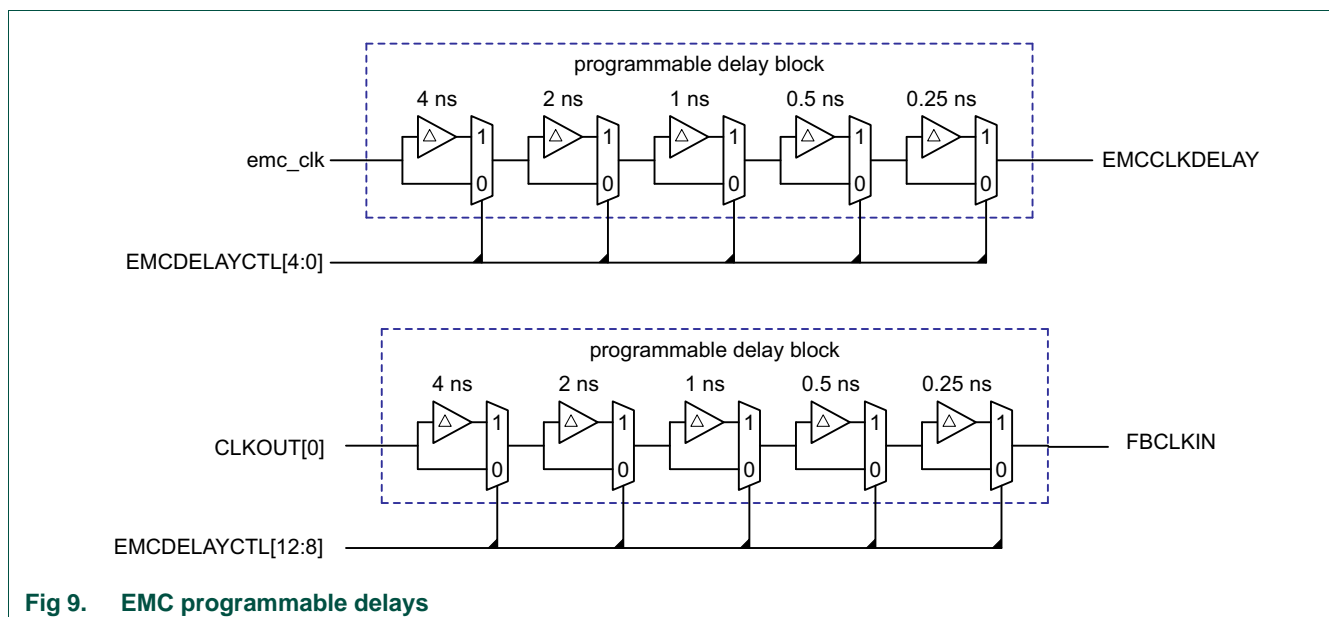 programmable delay block
4 ns 2 ns 1 ns 0.5 ns 0.25 ns
△ 1 △ 1 △ 1 △ 1 △ 1
emc_clk EMCCLKDELAY
0 0 0 0 0
EMCDELAYCTL[4:0]
programmable delay block
4 ns 2 ns 1 ns 0.5 ns 0.25 ns
△ 1 △ 1 △ 1 △ 1 △ 1
CLKOUT[0] FBCLKIN
0 0 0 0 0
EMCDELAYCTL[12:8]
Fig 9. EMC programmable delays